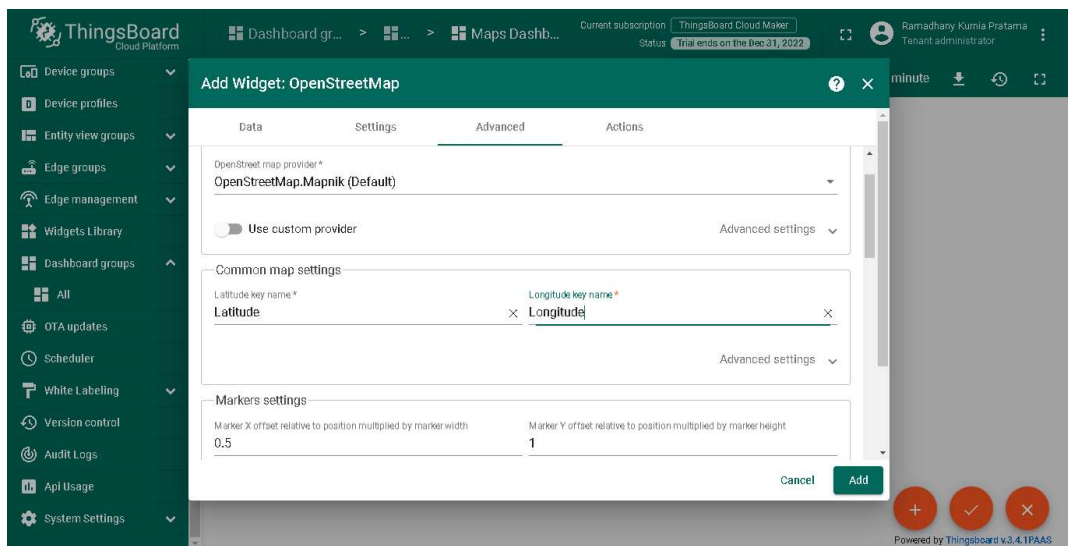 ThingsBoard
Cloud Platform
Dashboard gr... > ... > Maps Dashb...
Current subscription ThingsBoard Cloud Maker
Status Trial ends on the Dec 31, 2022
Ramadhany Kurnia Pratama
Tenant administrator
Device groups
Device profiles
Entity view groups
Edge groups
Edge management
Widgets Library
Dashboard groups
All
OTA updates
Scheduler
White Labeling
Version control
Audit Logs
Api Usage
System Settings
minute
Add Widget: OpenStreetMap
Data Settings Advanced Actions
OpenStreet map provider *
OpenStreetMap.Mapnik (Default)
Use custom provider Advanced settings
Common map settings
Latitude key name * Longitude key name *
Latitude Longitude
Advanced settings
Markers settings
Marker X offset relative to position multiplied by marker width Marker Y offset relative to position multiplied by marker height
0.5 1
Cancel Add
Powered by Thingsboard v.3.4.1PAAS